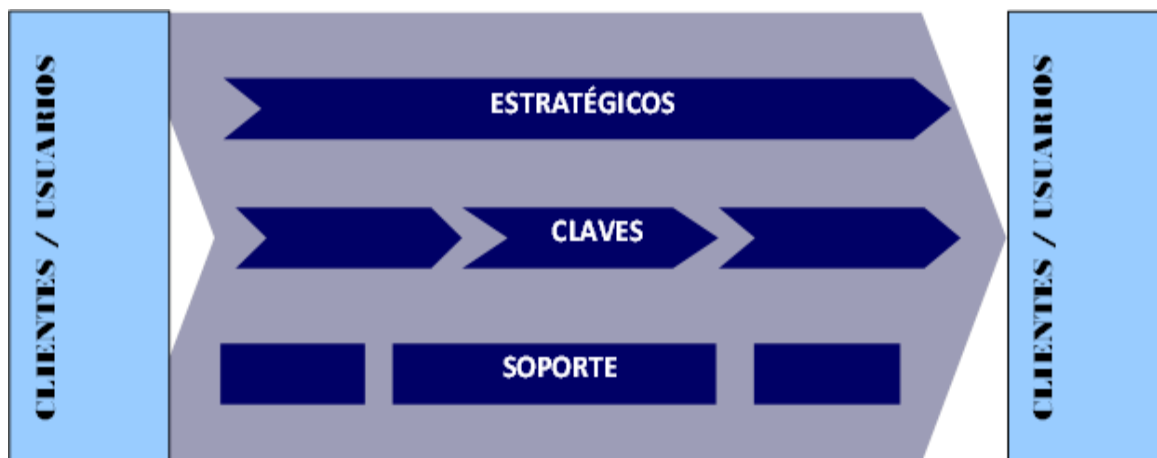 CLIENTES / USUARIOS
ESTRATÉGICOS
CLAVES
SOPORTE
CLIENTES / USUARIOS